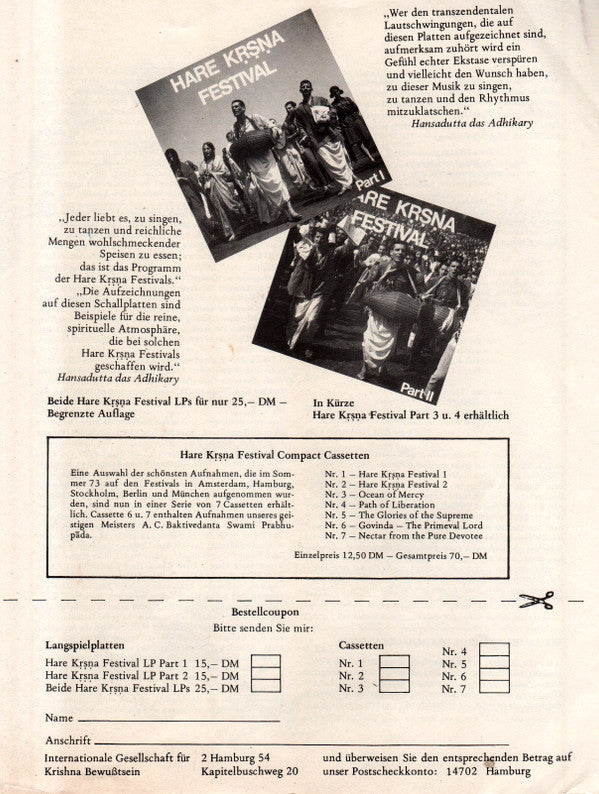 „Wer den transzendentalen
Lautschwingungen, die auf
diesen Platten aufgezeichnet sind,
aufmerksam zuhört wird ein
Gefühl echter Ekstase verspüren
und vielleicht den Wunsch haben,
zu dieser Musik zu singen,
zu tanzen und den Rhythmus
mitzuklatschen.“
Hansadutta das Adhikary
HARE KṚṢṆA
FESTIVAL
Part I
HARE KRṢNA
FESTIVAL
Part II
„Jeder liebt es, zu singen,
zu tanzen und reichliche
Mengen wohlschmeckender
Speisen zu essen;
das ist das Programm
der Hare Kṛṣṇa Festivals.“
„Die Aufzeichnungen
auf diesen Schallplatten sind
Beispiele für die reine,
spirituelle Atmosphäre,
die bei solchen
Hare Kṛṣṇa Festivals
geschaffen wird.“
Hansadutta das Adhikary
Beide Hare Kṛṣṇa Festival LPs für nur 25,– DM –
Begrenzte Auflage
In Kürze
Hare Kṛṣṇa Festival Part 3 u. 4 erhältlich
Hare Kṛṣṇa Festival Compact Cassetten
Eine Auswahl der schönsten Aufnahmen, die im Som-
mer 73 auf den Festivals in Amsterdam, Hamburg,
Stockholm, Berlin und München aufgenommen wur-
den, sind nun in einer Serie von 7 Cassetten erhält-
lich. Cassette 6 u. 7 enthalten Aufnahmen unseres gei-
stigen Meisters A. C. Baktivedanta Swami Prabhu-
pāda.
Nr. 1 – Hare Kṛṣṇa Festival 1
Nr. 2 – Hare Kṛṣṇa Festival 2
Nr. 3 – Ocean of Mercy
Nr. 4 – Path of Liberation
Nr. 5 – The Glories of the Supreme
Nr. 6 – Govinda – The Primeval Lord
Nr. 7 – Nectar from the Pure Devotee
Einzelpreis 12,50 DM – Gesamtpreis 70,– DM
Bestellcoupon
Bitte senden Sie mir:
Langspielplatten
Hare Kṛṣṇa Festival LP Part 1 15,– DM
Hare Kṛṣṇa Festival LP Part 2 15,– DM
Beide Hare Kṛṣṇa Festival LPs 25,– DM
Cassetten
Nr. 1
Nr. 2
Nr. 3
Nr. 4
Nr. 5
Nr. 6
Nr. 7
Name
Anschrift
Internationale Gesellschaft für
Krishna Bewußtsein
2 Hamburg 54
Kapitelbuschweg 20
und überweisen Sie den entsprechenden Betrag auf
unser Postscheckkonto: 14702 Hamburg